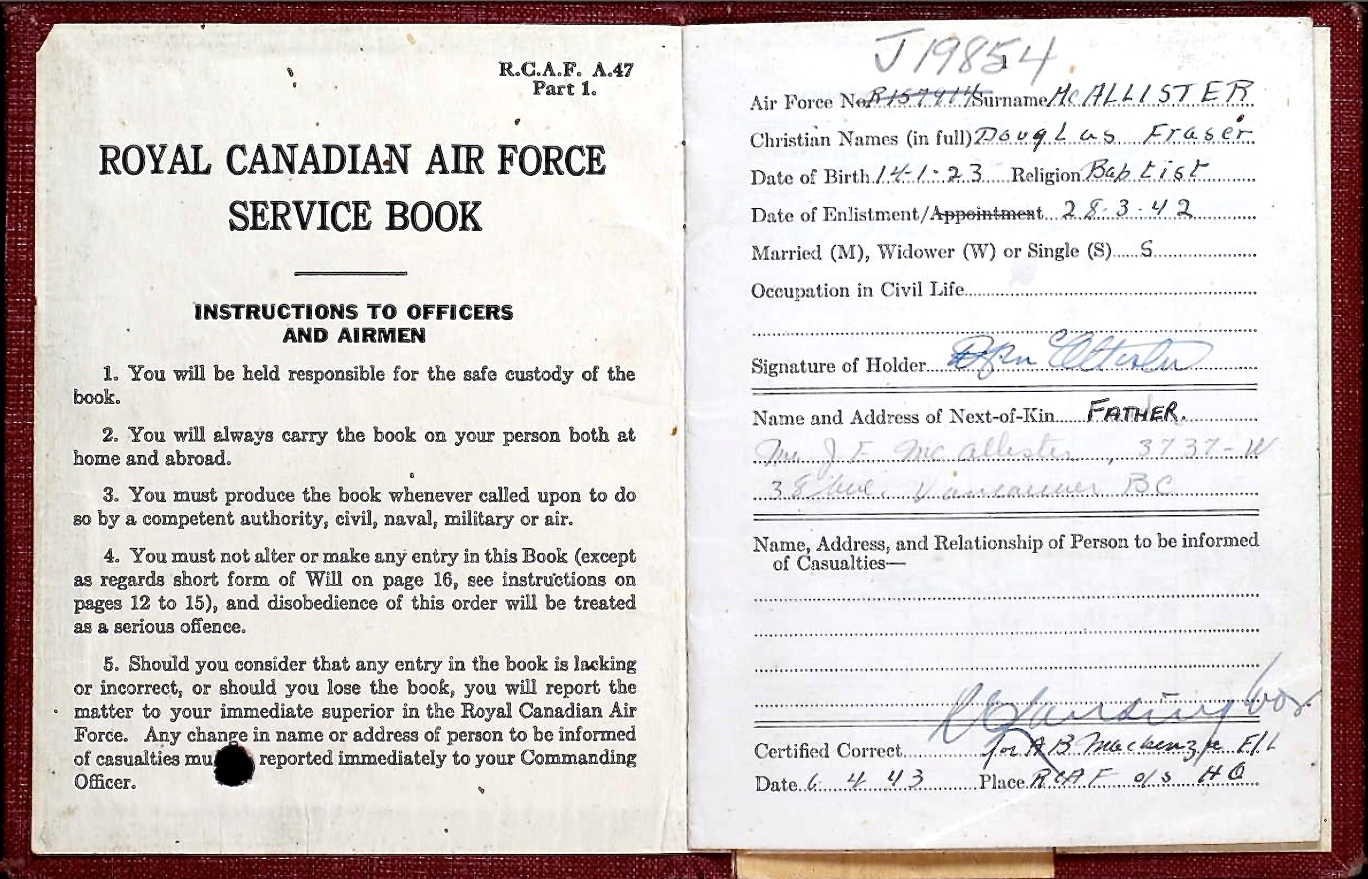 R.C.A.F. A.47
Part 1.
ROYAL CANADIAN AIR FORCE
SERVICE BOOK
INSTRUCTIONS TO OFFICERS
AND AIRMEN
1. You will be held responsible for the safe custody of the
book.
2. You will always carry the book on your person both at
home and abroad.
3. You must produce the book whenever called upon to do
so by a competent authority, civil, naval, military or air.
4. You must not alter or make any entry in this Book (except
as regards short form of Will on page 16, see instructions on
pages 12 to 15), and disobedience of this order will be treated
as a serious offence.
5. Should you consider that any entry in the book is lacking
or incorrect, or should you lose the book, you will report the
matter to your immediate superior in the Royal Canadian Air
Force. Any change in name or address of person to be informed
of casualties mu reported immediately to your Commanding
Officer.
J19854
Air Force No. Surname McALLISTER
Christian Names (in full) Douglas Fraser
Date of Birth 14-1-23 Religion Baptist
Date of Enlistment/Appointment 28.3.42
Married (M), Widower (W) or Single (S) S
Occupation in Civil Life
Signature of Holder
Name and Address of Next-of-Kin FATHER.
Mr. J. F. McAllister, 3737-W
38 Ave. Vancouver BC
Name, Address, and Relationship of Person to be informed
of Casualties—
Certified Correct for A B Mackenzie F/L
Date 6 4 43 Place RCAF o/s HQ